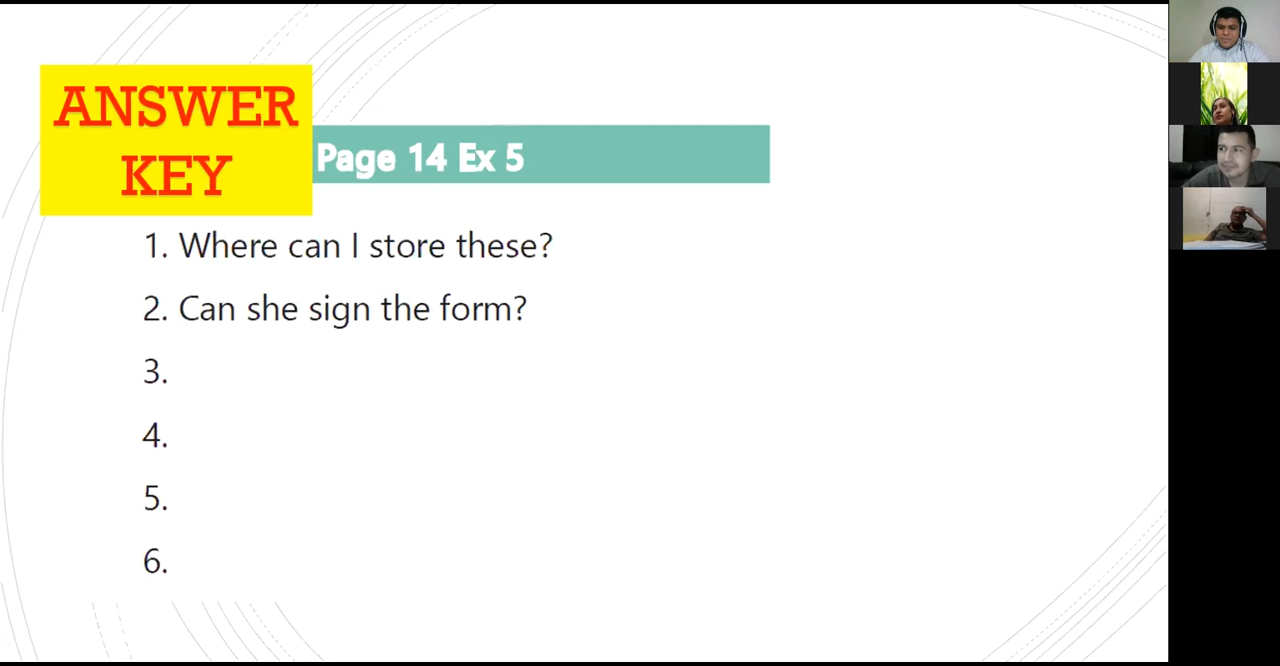 ANSWER
KEY
Page 14 Ex 5
1. Where can I store these?
2. Can she sign the form?
3.
4.
5.
6.